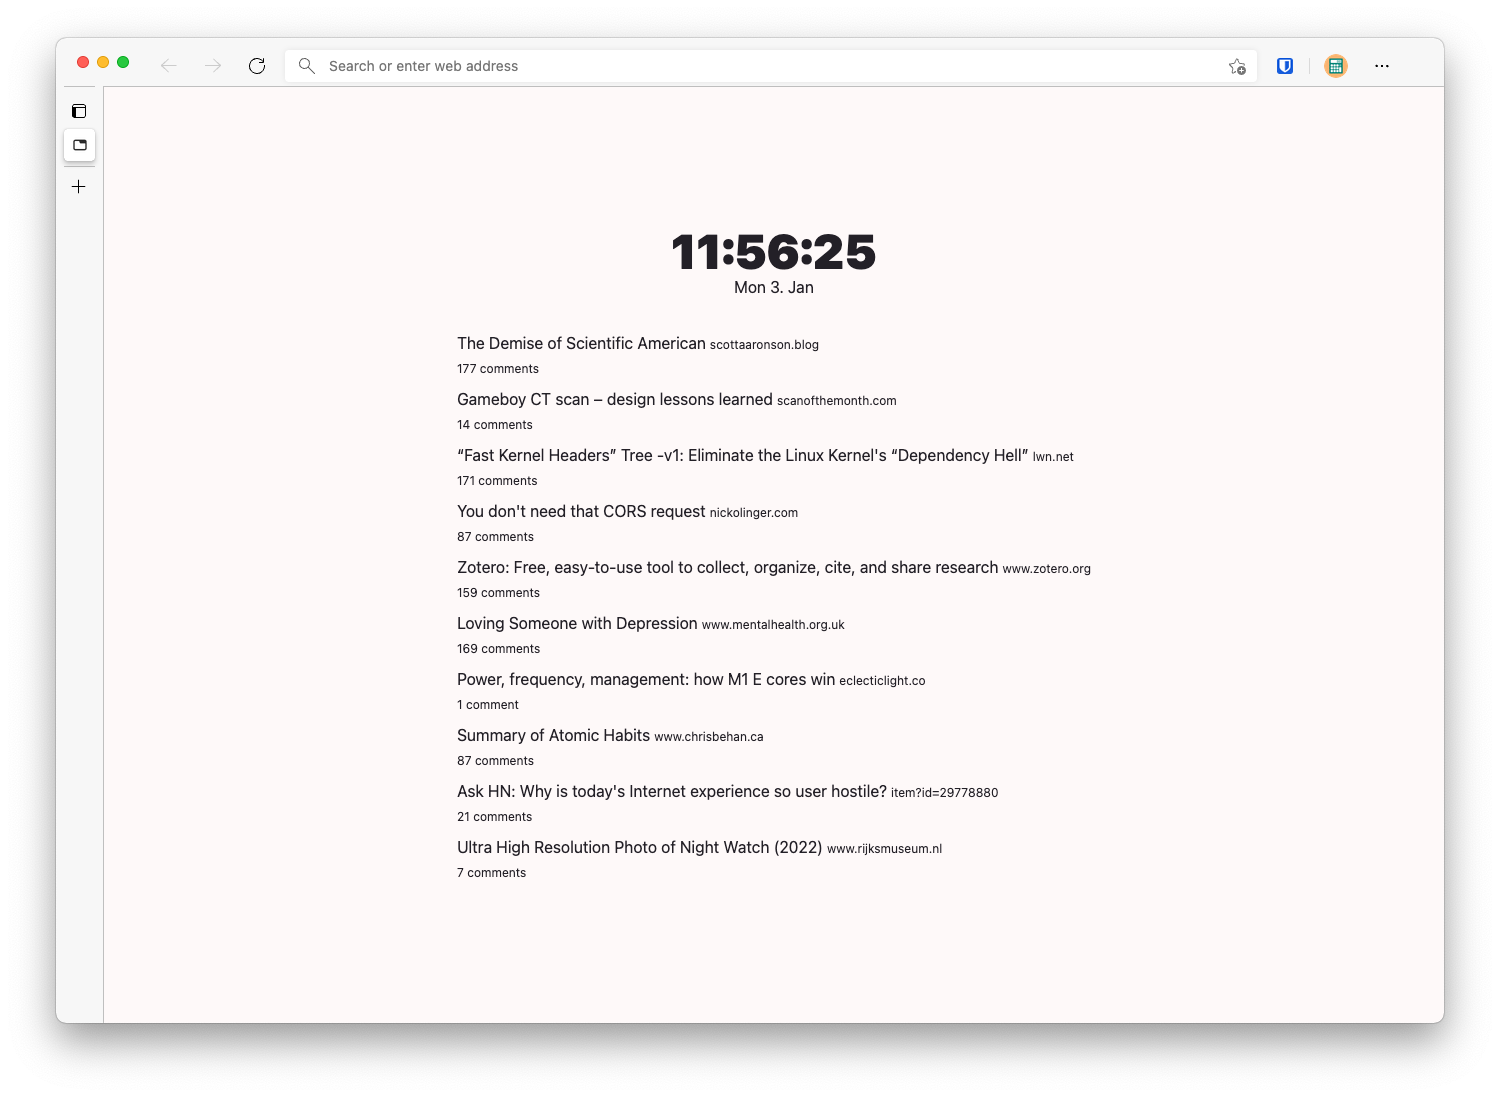 Search or enter web address
11:56:25
Mon 3. Jan
The Demise of Scientific American scottaaronson.blog
177 comments
Gameboy CT scan – design lessons learned scanofthemonth.com
14 comments
“Fast Kernel Headers” Tree -v1: Eliminate the Linux Kernel's “Dependency Hell” lwn.net
171 comments
You don't need that CORS request nickolinger.com
87 comments
Zotero: Free, easy-to-use tool to collect, organize, cite, and share research www.zotero.org
159 comments
Loving Someone with Depression www.mentalhealth.org.uk
169 comments
Power, frequency, management: how M1 E cores win eclecticlight.co
1 comment
Summary of Atomic Habits www.chrisbehan.ca
87 comments
Ask HN: Why is today's Internet experience so user hostile? item?id=29778880
21 comments
Ultra High Resolution Photo of Night Watch (2022) www.rijksmuseum.nl
7 comments